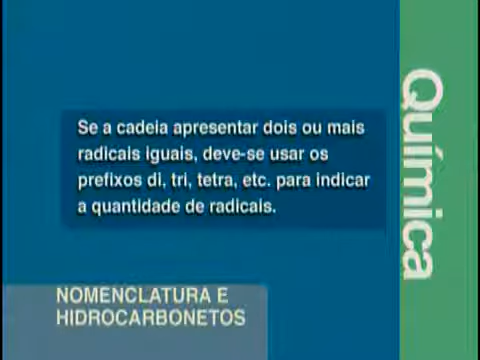 Se a cadeia apresentar dois ou mais
radicais iguais, deve-se usar os
prefixos di, tri, tetra, etc. para indicar
a quantidade de radicais.
Química
NOMENCLATURA E
HIDROCARBONETOS